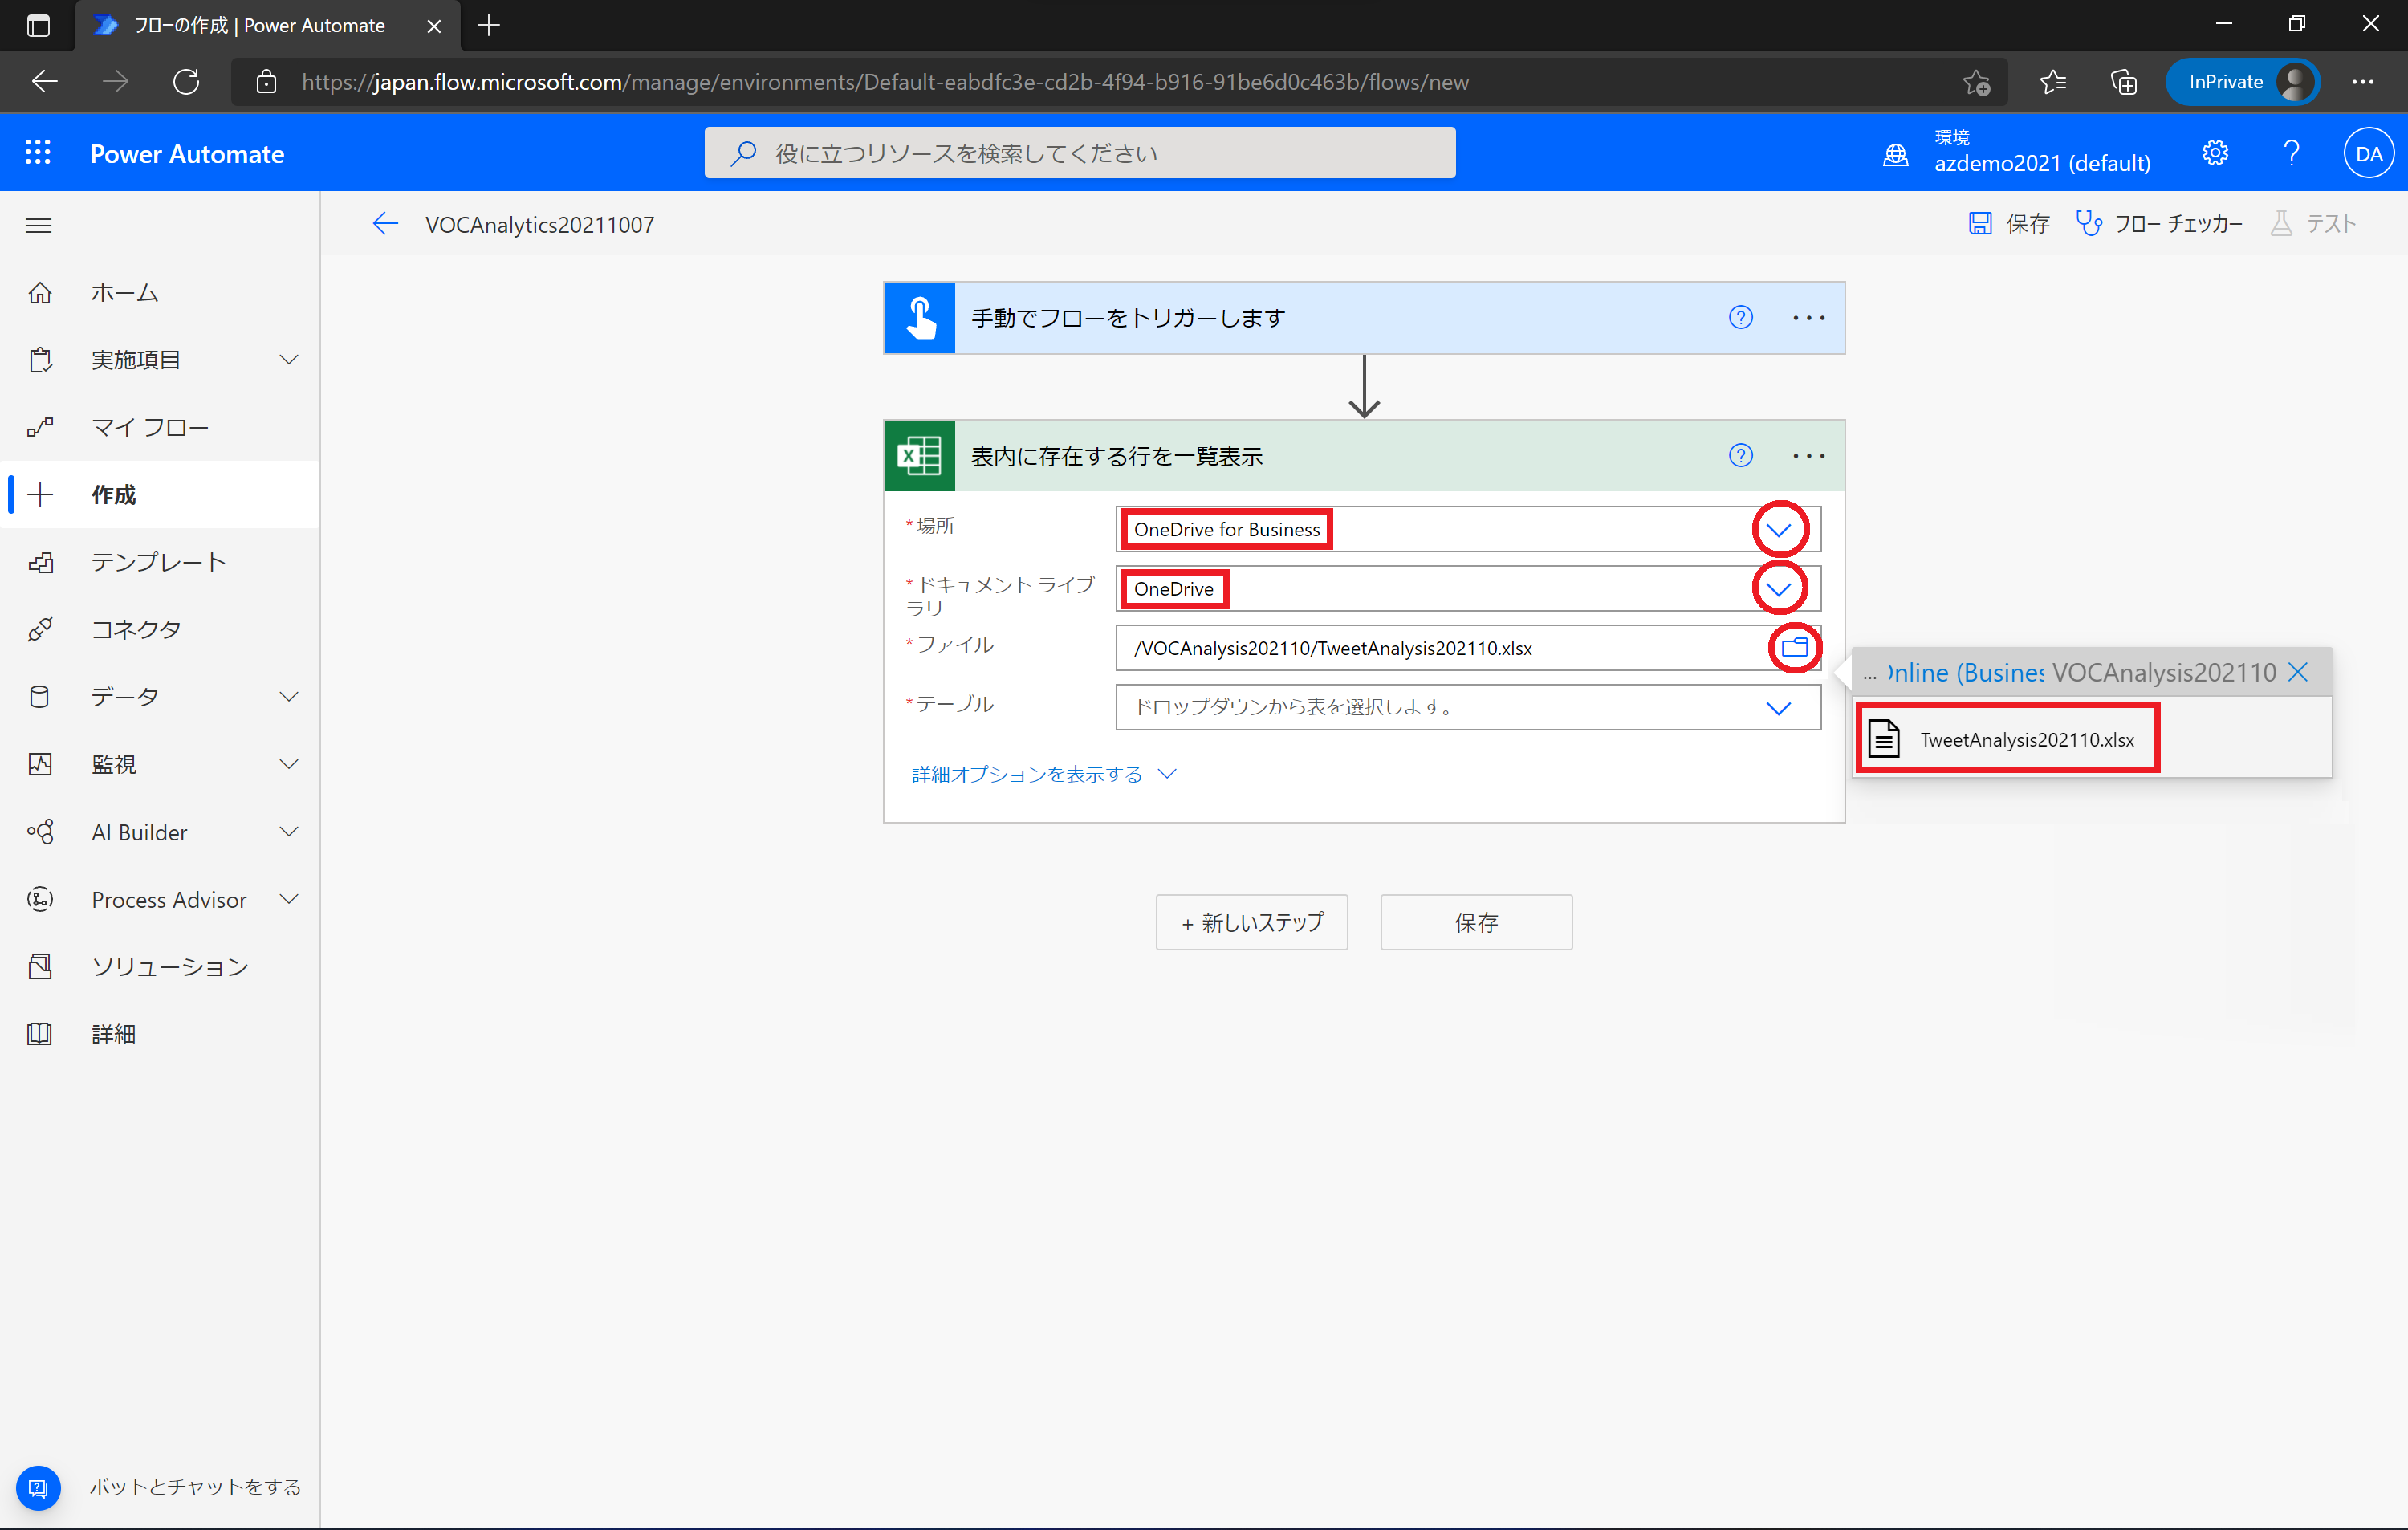 フローの作成 | Power Automate
https://japan.flow.microsoft.com/manage/environments/Default-eabdfc3e-cd2b-4f94-b916-91be6d0c463b/flows/new
InPrivate
Power Automate
役に立つリソースを検索してください
環境
azdemo2021 (default)
DA
VOCAnalytics20211007
保存
フロー チェッカー
テスト
ホーム
実施項目
マイ フロー
作成
テンプレート
コネクタ
データ
監視
AI Builder
Process Advisor
ソリューション
詳細
ボットとチャットをする
手動でフローをトリガーします
表内に存在する行を一覧表示
*場所
OneDrive for Business
*ドキュメント ライブ
ラリ
OneDrive
*ファイル
/VOCAnalysis202110/TweetAnalysis202110.xlsx
*テーブル
ドロップダウンから表を選択します。
詳細オプションを表示する
+ 新しいステップ
保存
... nline (Busines VOCAnalysis202110
TweetAnalysis202110.xlsx